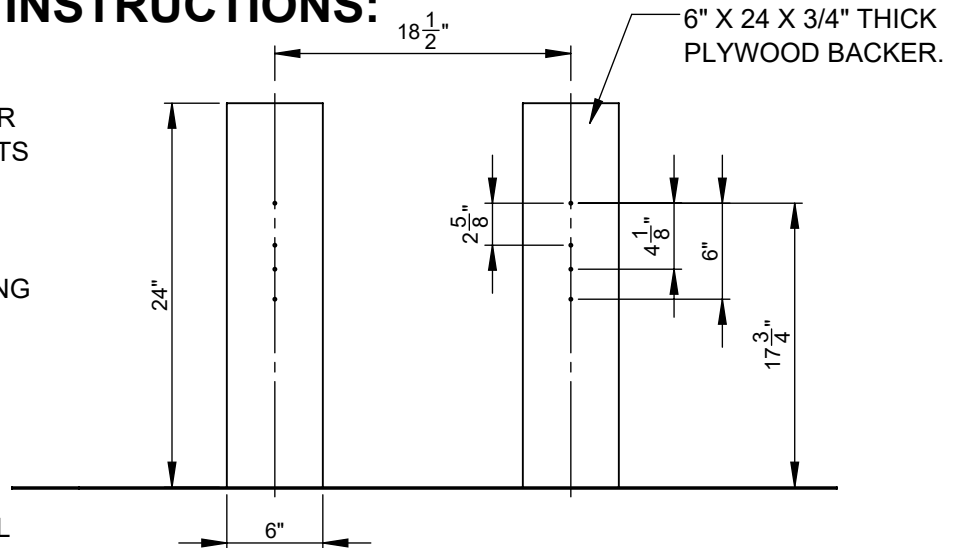 INSTRUCTIONS:
18 1/2"
6" X 24 X 3/4" THICK
PLYWOOD BACKER.
R
TS
2 5/8"
4 1/8"
6"
NG
24"
17 3/4"
L
6"